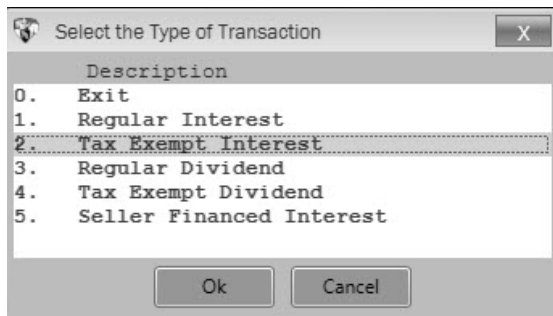 Select the Type of Transaction X
Description
0. Exit
1. Regular Interest
2. Tax Exempt Interest
3. Regular Dividend
4. Tax Exempt Dividend
5. Seller Financed Interest
Ok Cancel